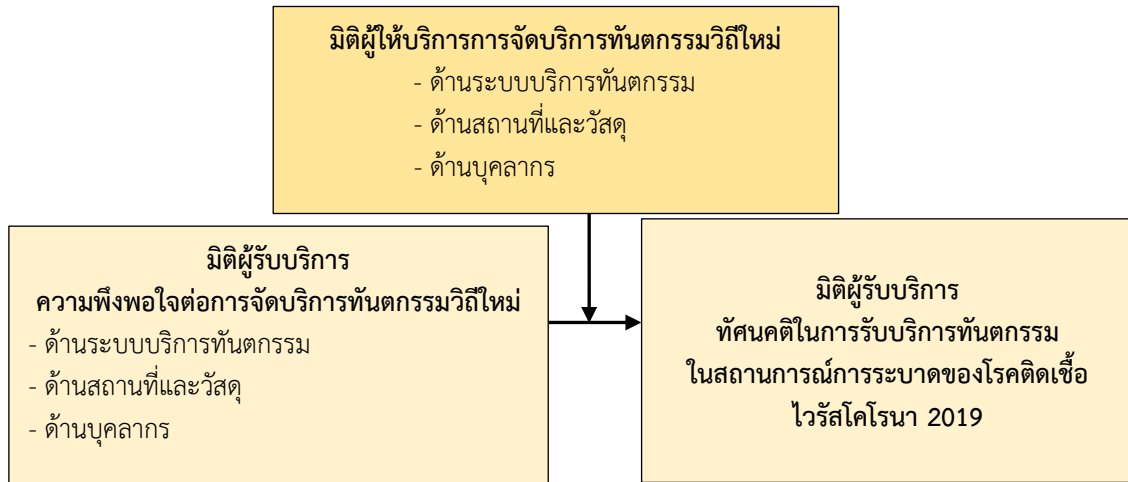 มิติผู้ให้บริการการจัดบริการทันตกรรมวิถีใหม่
- ด้านระบบบริการทันตกรรม
- ด้านสถานที่และวัสดุ
- ด้านบุคลากร
มิติผู้รับบริการ
ความพึงพอใจต่อการจัดบริการทันตกรรมวิถีใหม่
- ด้านระบบบริการทันตกรรม
- ด้านสถานที่และวัสดุ
- ด้านบุคลากร
มิติผู้รับบริการ
ทัศนคติในการรับบริการทันตกรรม
ในสถานการณ์การระบาดของโรคติดเชื้อ
ไวรัสโคโรนา 2019